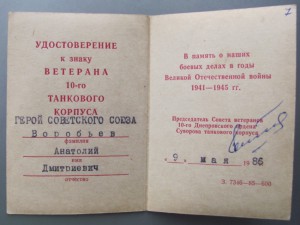 УДОСТОВЕРЕНИЕ
к знаку
ВЕТЕРАНА
10-го
ТАНКОВОГО
КОРПУСА
ГЕРОЙ СОВЕТСКОГО СОЮЗА
Воробьев
фамилия
Анатолий
имя
Дмитриевич
отчество
В память о наших
боевых делах в годы
Великой Отечественной войны
1941—1945 гг.
Председатель Совета ветеранов
10-го Днепровского ордена
Суворова танкового корпуса
„9„ мая 1986